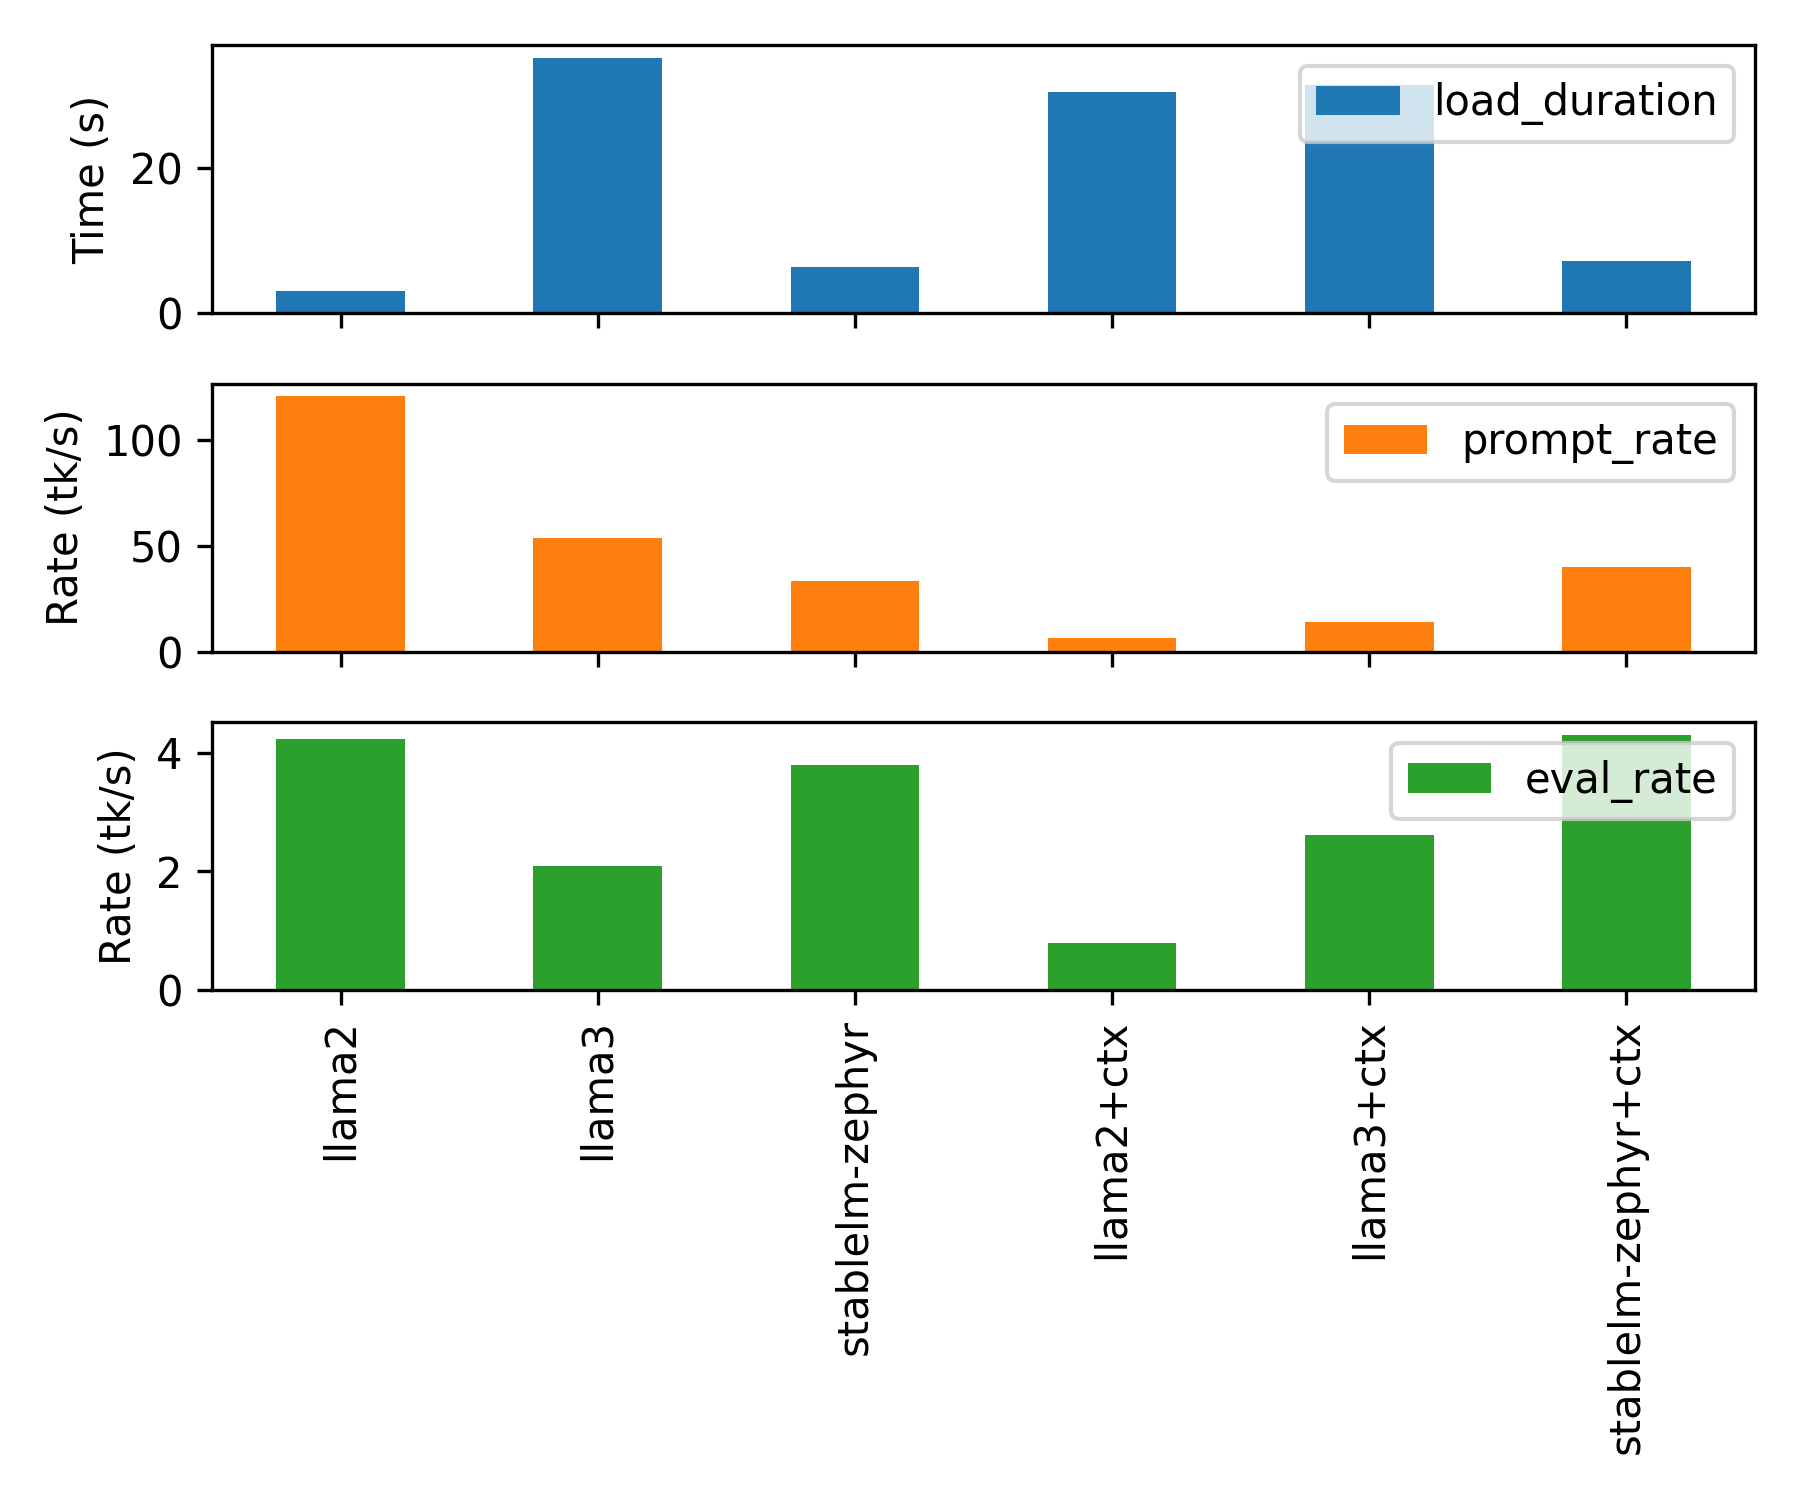 Time (s)
20
0
load_duration
Rate (tk/s)
100
50
0
prompt_rate
Rate (tk/s)
4
2
0
eval_rate
llama2
llama3
stablelm-zephyr
llama2+ctx
llama3+ctx
stablelm-zephyr+ctx